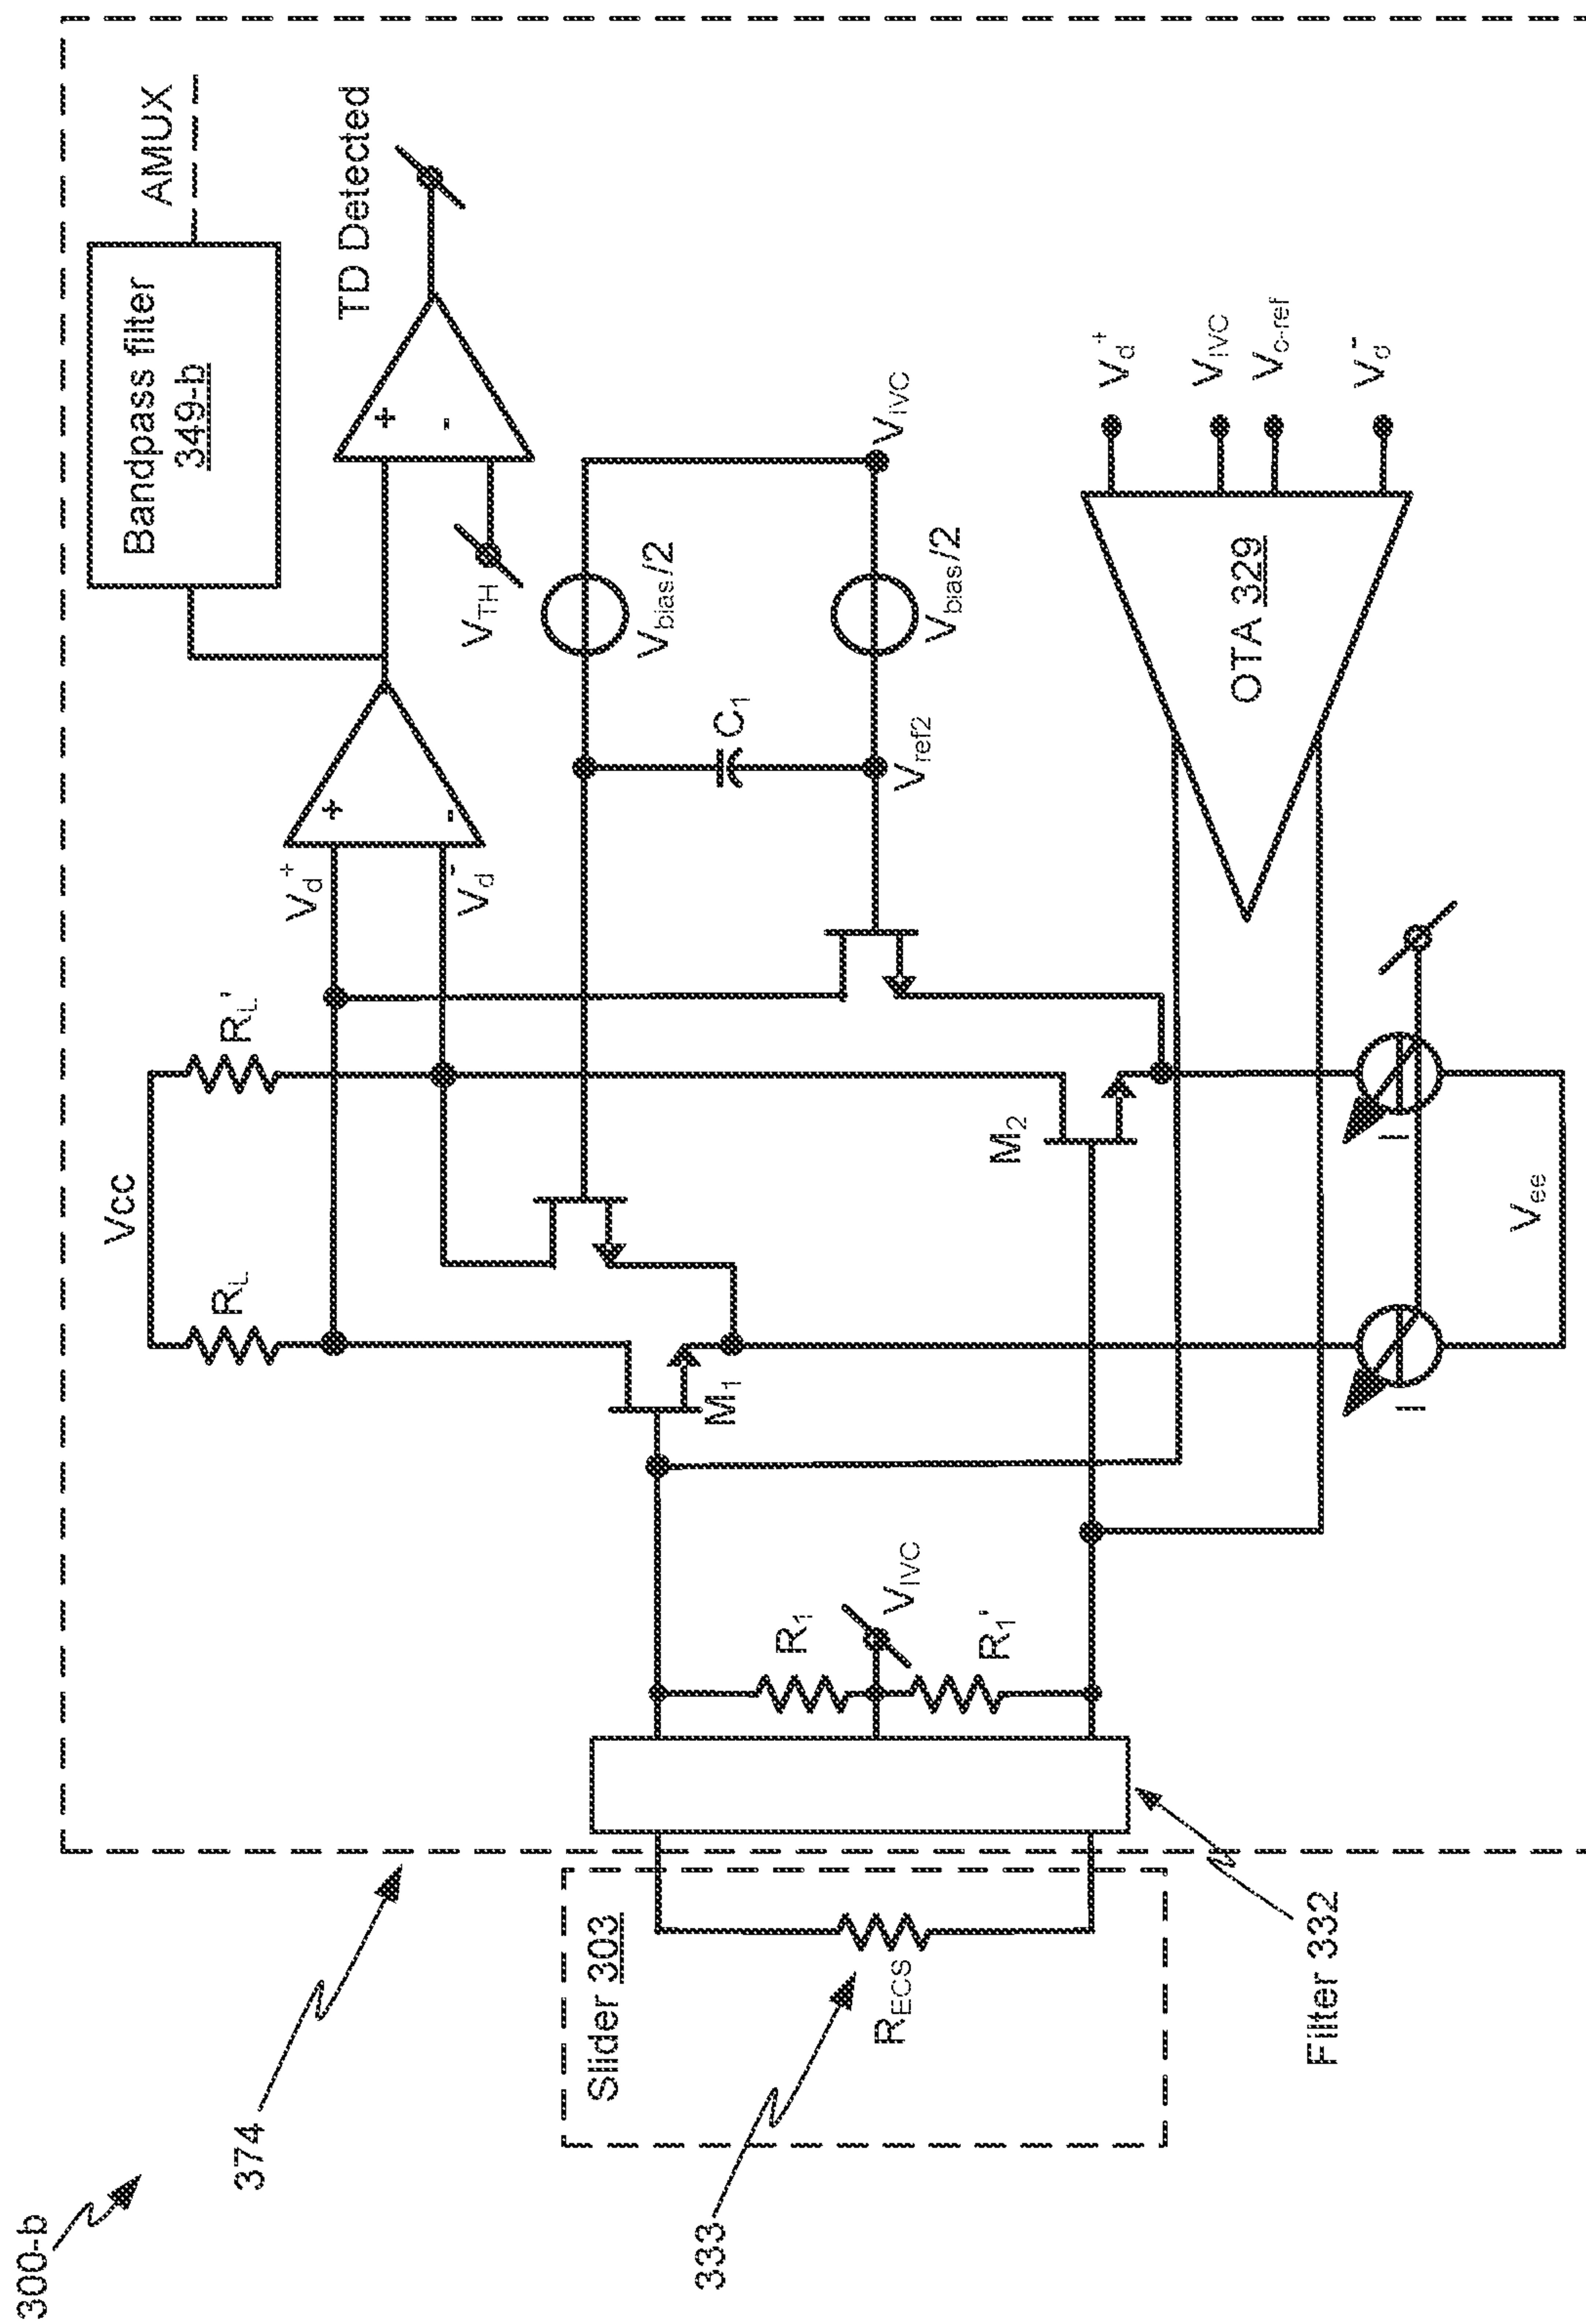 300-b
374
333
Slider 303
R_ECS
Filter 332
R_1
V_IVC
R_1'
Vcc
R_L
R_L'
M_1
M_2
V_d^+
V_d^-
+
-
Bandpass filter
349-b
AMUX
TD Detected
+
-
V_TH
V_bias/2
V_bias/2
C_1
V_ref2
V_IVC
OTA 329
V_d^+
V_IVC
V_c-ref
V_d^-
I
I
V_ee